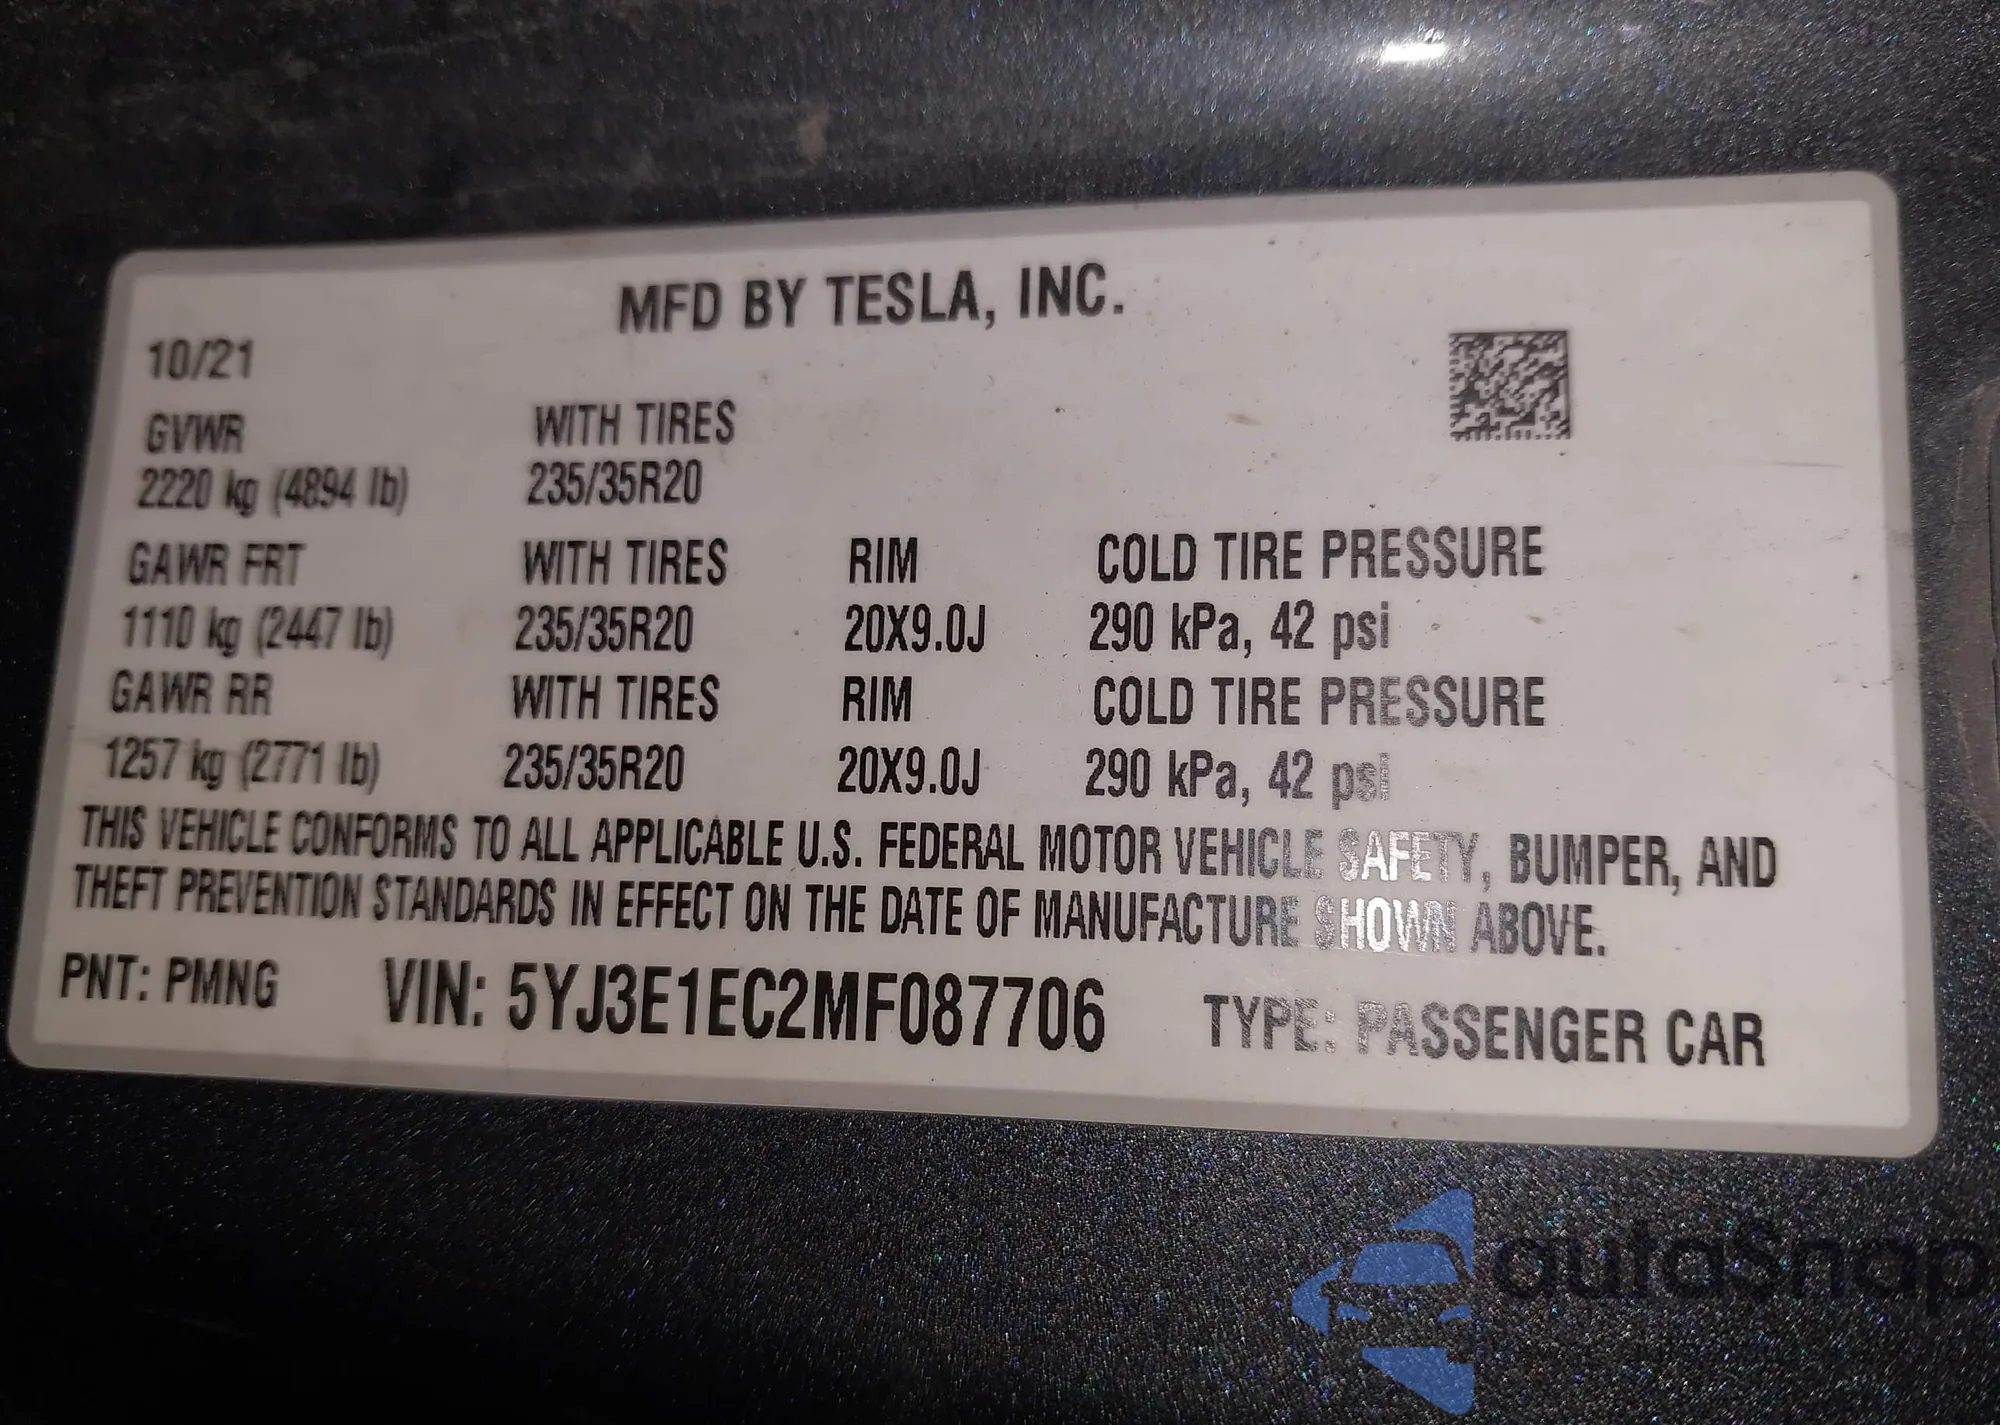 MFD BY TESLA, INC.
10/21
GVWR WITH TIRES
2220 kg (4894 lb) 235/35R20
GAWR FRT WITH TIRES RIM COLD TIRE PRESSURE
1110 kg (2447 lb) 235/35R20 20X9.0J 290 kPa, 42 psi
GAWR RR WITH TIRES RIM COLD TIRE PRESSURE
1257 kg (2771 lb) 235/35R20 20X9.0J 290 kPa, 42 psi
THIS VEHICLE CONFORMS TO ALL APPLICABLE U.S. FEDERAL MOTOR VEHICLE SAFETY, BUMPER, AND
THEFT PREVENTION STANDARDS IN EFFECT ON THE DATE OF MANUFACTURE SHOWN ABOVE.
PNT: PMNG VIN: 5YJ3E1EC2MF087706 TYPE: PASSENGER CAR
autaSnap